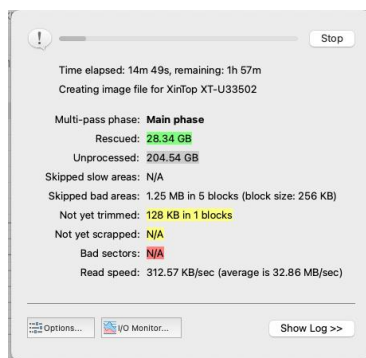 Stop
Time elapsed: 14m 49s, remaining: 1h 57m
Creating image file for XinTop XT-U33502
Multi-pass phase: Main phase
Rescued: 28.34 GB
Unprocessed: 204.54 GB
Skipped slow areas: N/A
Skipped bad areas: 1.25 MB in 5 blocks (block size: 256 KB)
Not yet trimmed: 128 KB in 1 blocks
Not yet scrapped: N/A
Bad sectors: N/A
Read speed: 312.57 KB/sec (average is 32.86 MB/sec)
Options... I/O Monitor... Show Log >>